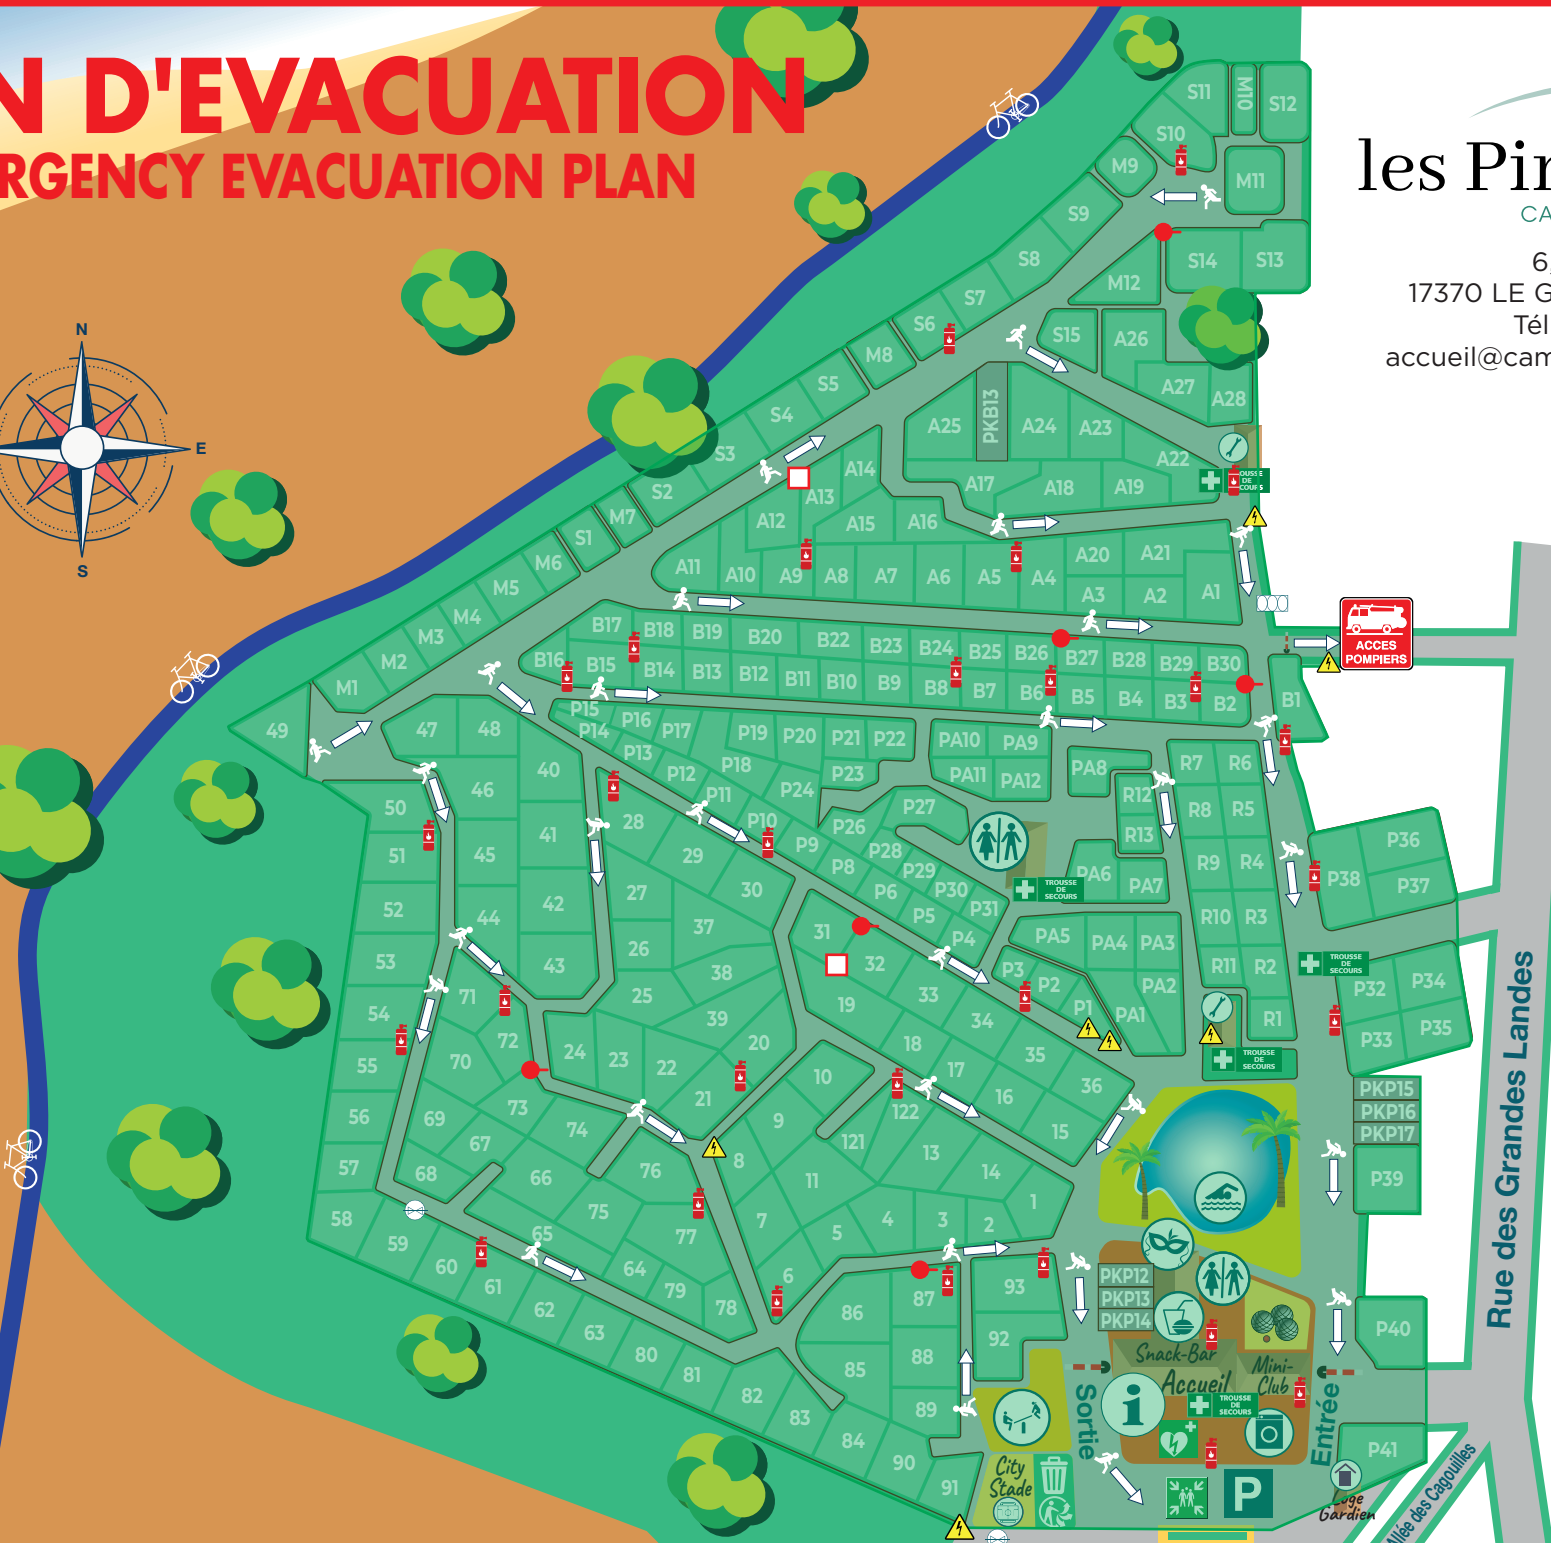 N D'EVACUATION
RGENCY EVACUATION PLAN
les Pin
CA
6,
17370 LE G
Tél
accueil@cam
N
E
S
S11
M10
S12
S10
M9
M11
S9
S8
S14
S13
M12
S7
S6
S15
A26
M8
S5
A27
A28
S4
PKB13
A25
A24
A23
S3
A22
A14
S2
A17
A18
A19
TROUSSE
DE
SECOURS
A13
M7
A12
A15
A16
S1
M6
A20
A21
A11
A10
A9
A8
A7
A6
A5
A4
M5
A3
A2
A1
M4
M3
B17
B18
B19
B20
B22
B23
B24
B25
B26
B27
B28
B29
B30
ACCES
POMPIERS
M2
B16
B15
B14
B13
B12
B11
B10
B9
B8
B7
B6
B5
B4
B3
B2
B1
M1
49
47
48
P15
P14
P16
P17
P19
P20
P21
P22
PA10
PA9
P13
P12
P18
P23
PA11
PA12
PA8
R7
R6
40
46
P24
P11
P10
P27
R12
R8
R5
50
28
P26
R13
41
P9
P28
P36
45
51
29
P8
P29
R9
R4
P38
P37
27
30
P6
P30
PA6
PA7
TROUSSE
DE
SECOURS
52
44
42
P31
P5
R10
R3
37
31
P4
PA5
PA4
PA3
26
53
43
38
32
P3
R11
R2
TROUSSE
DE
SECOURS
71
25
33
P2
PA2
P32
P34
54
39
19
P1
PA1
R1
34
P33
P35
72
20
18
55
70
24
23
22
35
TROUSSE
DE
SECOURS
17
10
36
21
16
PKP15
73
122
PKP16
56
69
74
9
15
PKP17
67
121
13
57
68
66
76
8
14
P39
11
75
1
58
65
77
7
5
4
3
2
59
60
64
6
61
79
78
86
87
93
PKP12
PKP13
PKP14
62
63
92
P40
80
85
88
Snack-Bar
Mini-
Club
81
Accueil
82
89
TROUSSE
DE
SECOURS
83
Sortie
Entrée
84
90
P41
91
City
Stade
P
Loge
Gardien
Rue des Grandes Landes
Allée des Cagouilles